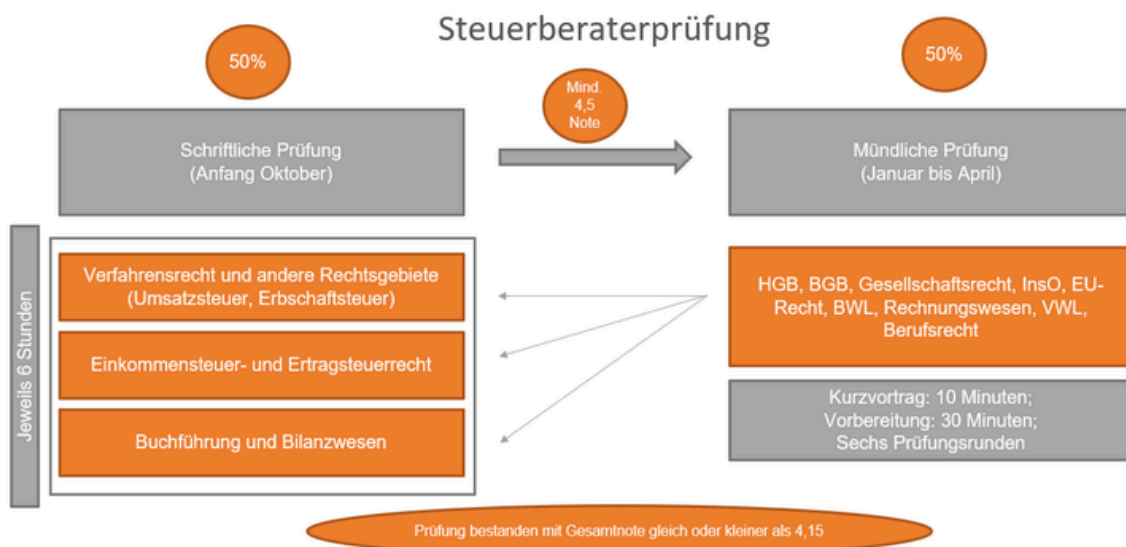 Steuerberaterprüfung
50%
50%
Mind.
4,5
Note
Schriftliche Prüfung
(Anfang Oktober)
Mündliche Prüfung
(Januar bis April)
Jeweils 6 Stunden
Verfahrensrecht und andere Rechtsgebiete
(Umsatzsteuer, Erbschaftsteuer)
Einkommensteuer- und Ertragsteuerrecht
Buchführung und Bilanzwesen
HGB, BGB, Gesellschaftsrecht, InsO, EU-
Recht, BWL, Rechnungswesen, VWL,
Berufsrecht
Kurzvortrag: 10 Minuten;
Vorbereitung: 30 Minuten;
Sechs Prüfungsrunden
Prüfung bestanden mit Gesamtnote gleich oder kleiner als 4,15